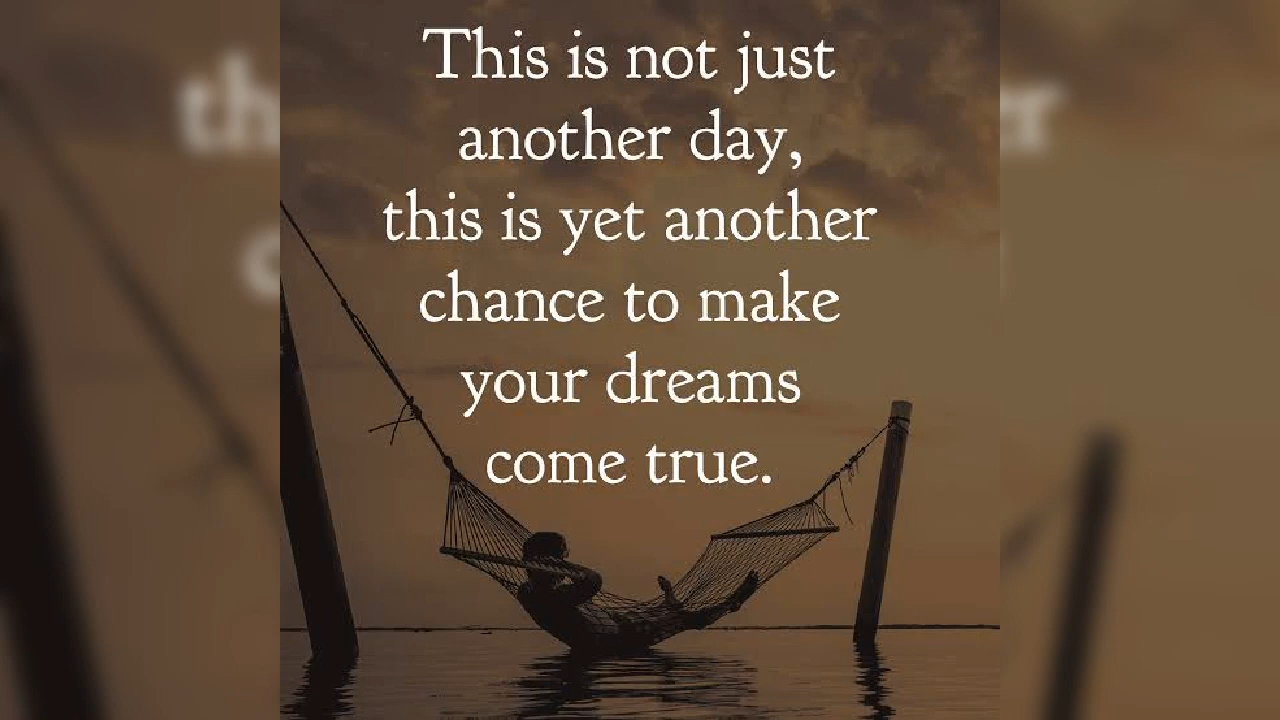 This is not just
another day,
this is yet another
chance to make
your dreams
come true.